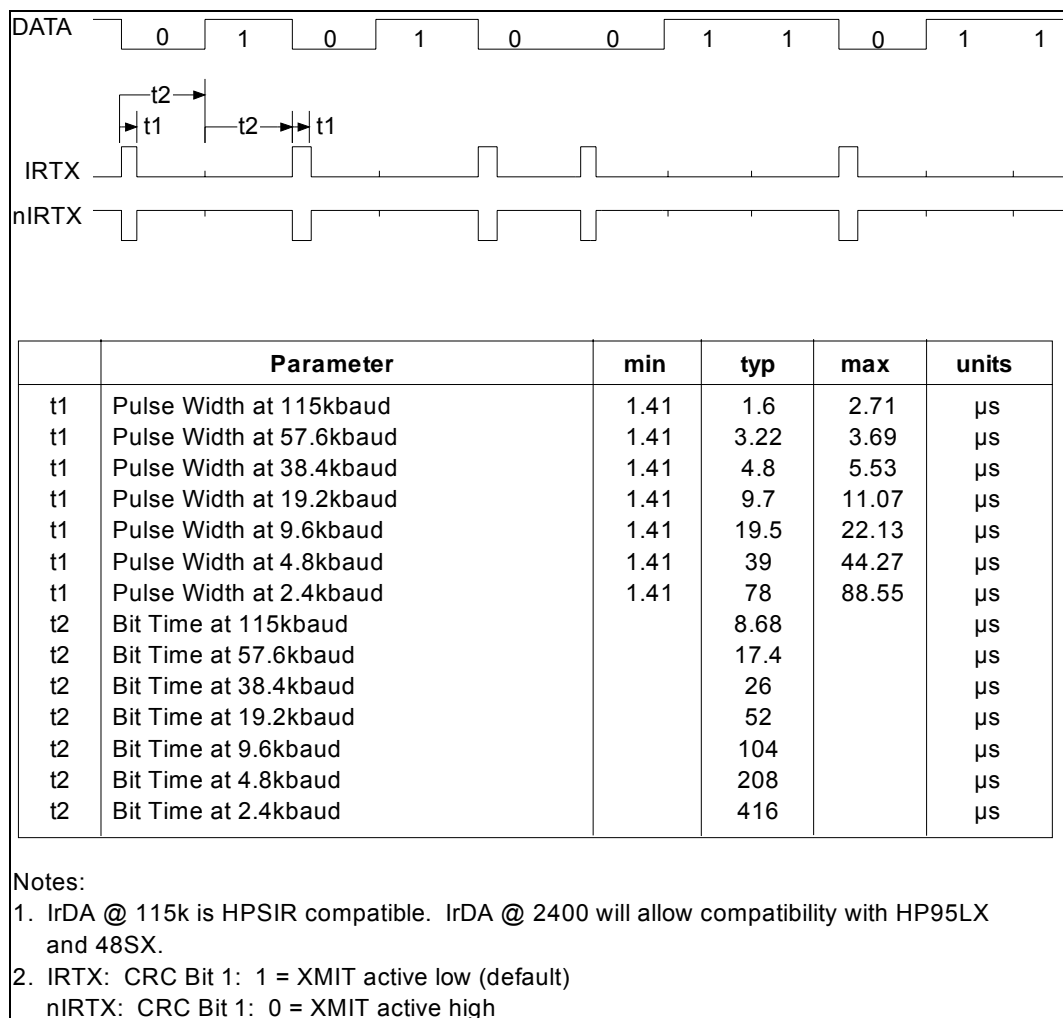 DATA 0 1 0 1 0 0 1 1 0 1 1
t2
t1 t2 t1
IRTX
nIRTX
Parameter min typ max units
t1 Pulse Width at 115kbaud 1.41 1.6 2.71 µs
t1 Pulse Width at 57.6kbaud 1.41 3.22 3.69 µs
t1 Pulse Width at 38.4kbaud 1.41 4.8 5.53 µs
t1 Pulse Width at 19.2kbaud 1.41 9.7 11.07 µs
t1 Pulse Width at 9.6kbaud 1.41 19.5 22.13 µs
t1 Pulse Width at 4.8kbaud 1.41 39 44.27 µs
t1 Pulse Width at 2.4kbaud 1.41 78 88.55 µs
t2 Bit Time at 115kbaud 8.68 µs
t2 Bit Time at 57.6kbaud 17.4 µs
t2 Bit Time at 38.4kbaud 26 µs
t2 Bit Time at 19.2kbaud 52 µs
t2 Bit Time at 9.6kbaud 104 µs
t2 Bit Time at 4.8kbaud 208 µs
t2 Bit Time at 2.4kbaud 416 µs
Notes:
1. IrDA @ 115k is HPSIR compatible. IrDA @ 2400 will allow compatibility with HP95LX
and 48SX.
2. IRTX: CRC Bit 1: 1 = XMIT active low (default)
nIRTX: CRC Bit 1: 0 = XMIT active high